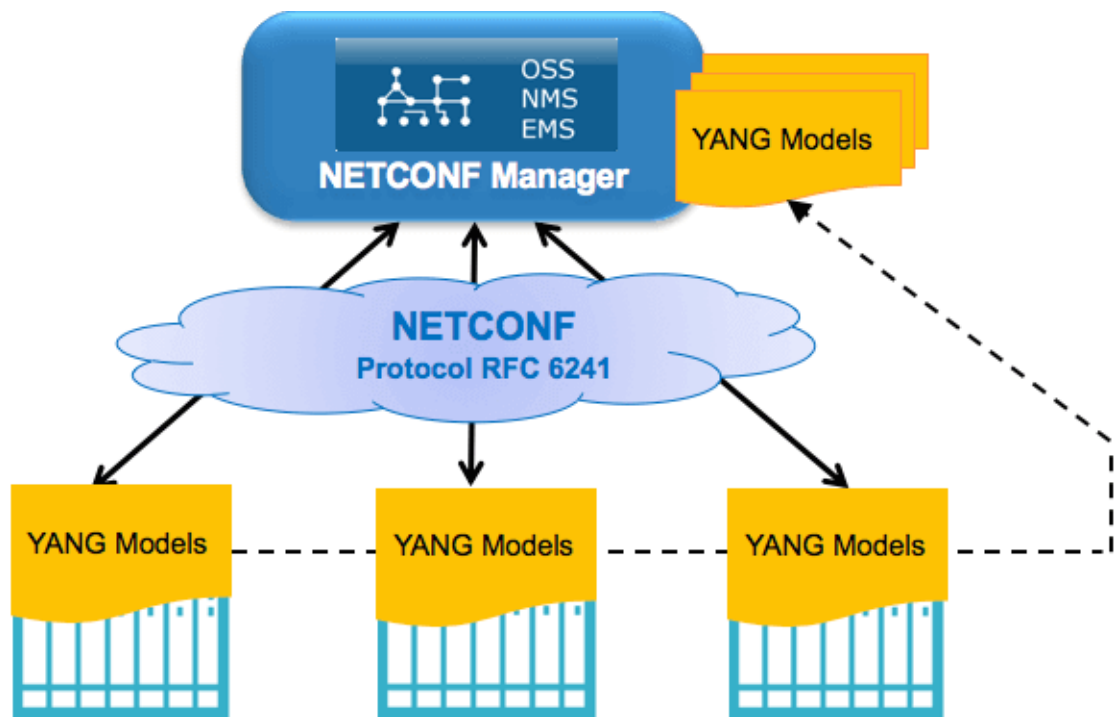 OSS
NMS
EMS
NETCONF Manager
YANG Models
NETCONF
Protocol RFC 6241
YANG Models
YANG Models
YANG Models